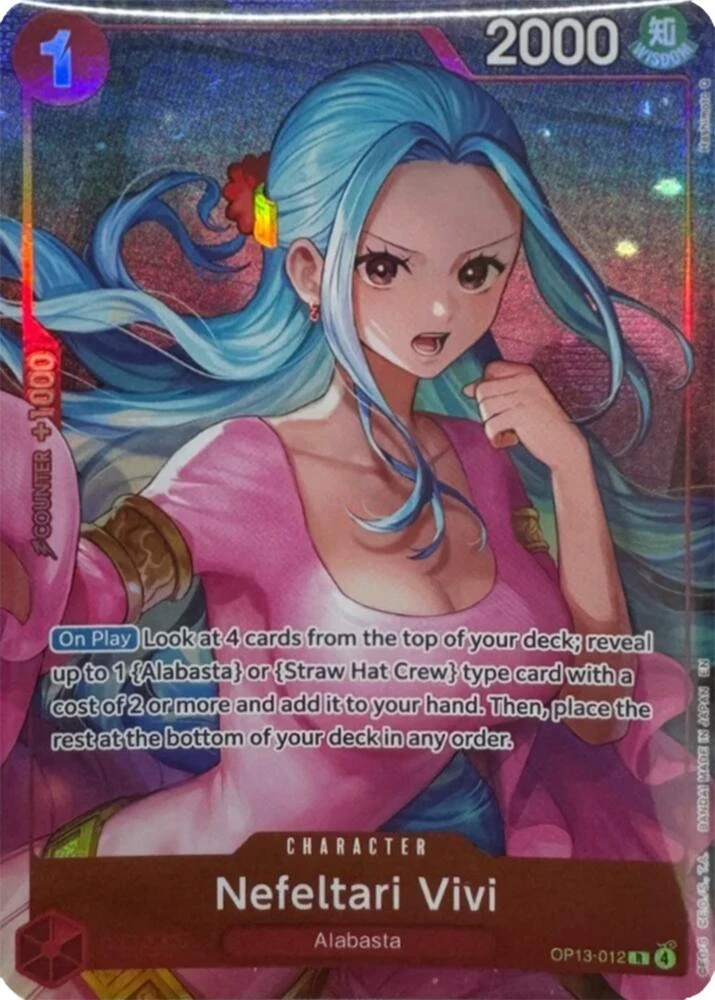 1
2000
知
WISDOM
Hashimoto Q
COUNTER +1000
On Play Look at 4 cards from the top of your deck; reveal
up to 1 {Alabasta} or {Straw Hat Crew} type card with a
cost of 2 or more and add it to your hand. Then, place the
rest at the bottom of your deck in any order.
CHARACTER
Nefeltari Vivi
Alabasta
OP13-012 R 4
BANDAI MADE IN JAPAN EN